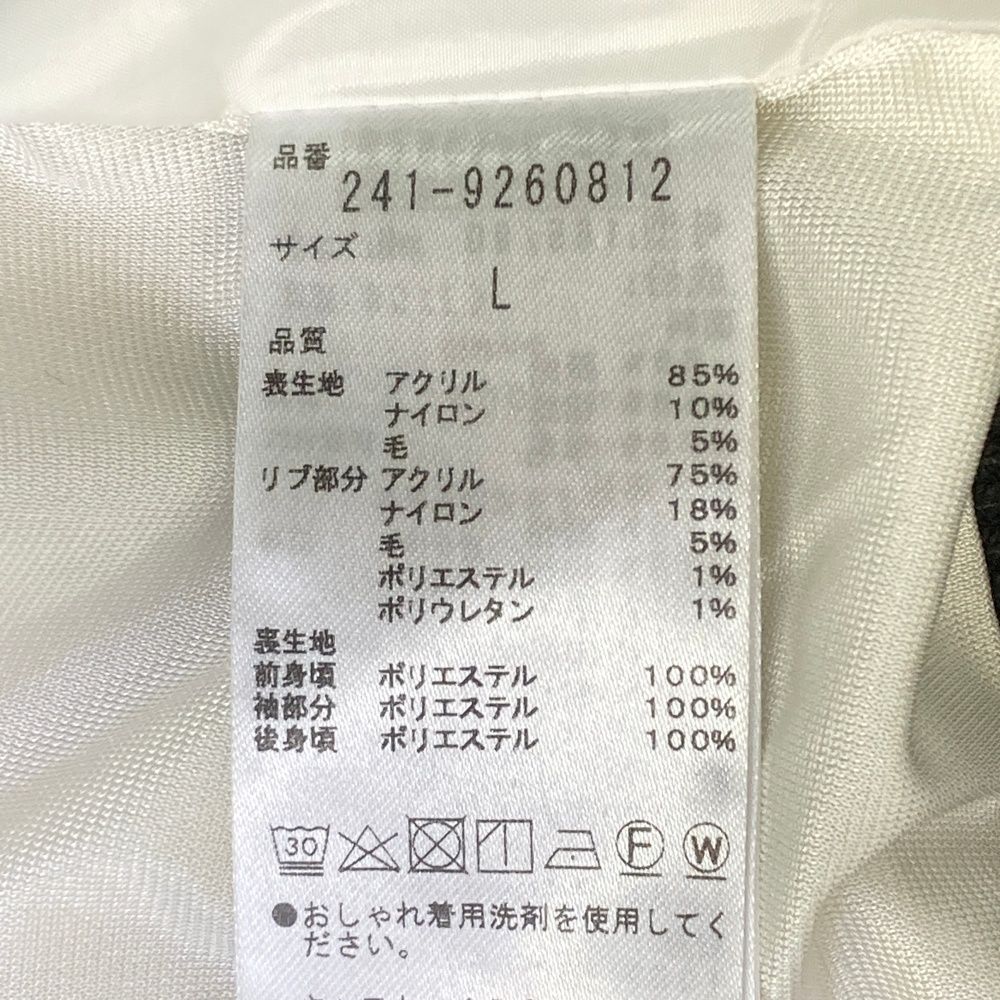 品番
241-9260812
サイズ
L
品質
表生地 アクリル 85%
ナイロン 10%
毛 5%
リブ部分 アクリル 75%
ナイロン 18%
毛 5%
ポリエステル 1%
ポリウレタン 1%
裏生地
前身頃 ポリエステル 100%
袖部分 ポリエステル 100%
後身頃 ポリエステル 100%
30 F W
●おしゃれ着用洗剤を使用してく
ださい。